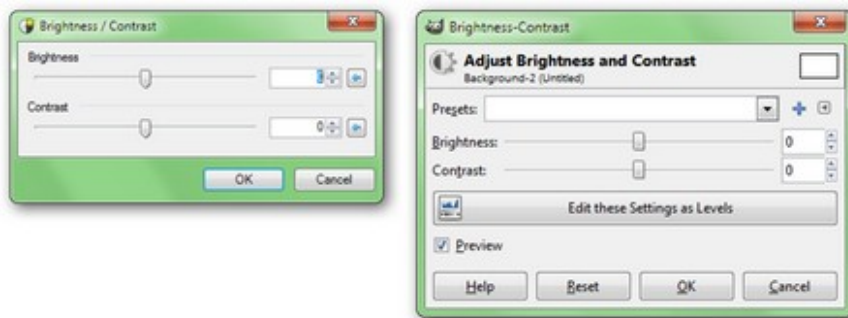 Brightness / Contrast
Brightness
Contrast
0
OK Cancel
Brightness-Contrast
Adjust Brightness and Contrast
Background-2 (Untitled)
Presets:
Brightness: 0
Contrast: 0
Edit these Settings as Levels
Preview
Help Reset OK Cancel